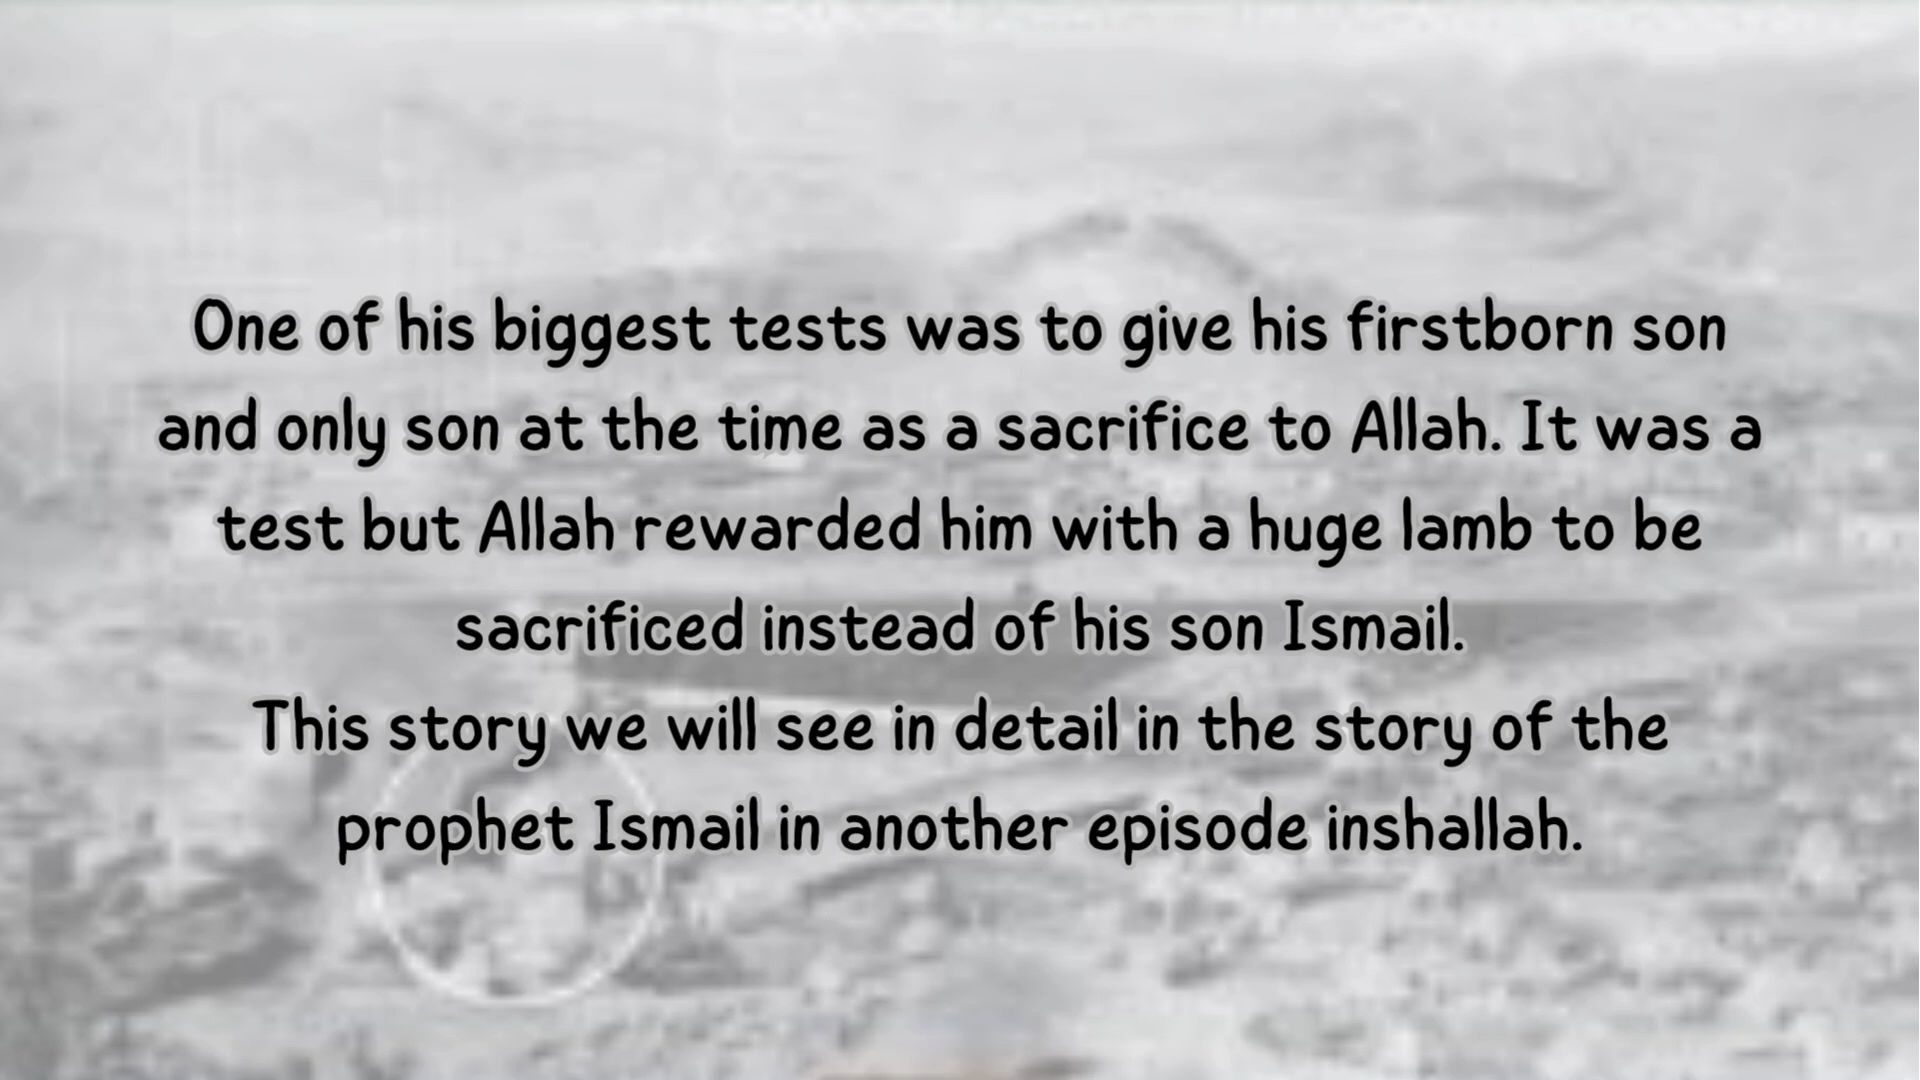 One of his biggest tests was to give his firstborn son
and only son at the time as a sacrifice to Allah. It was a
test but Allah rewarded him with a huge lamb to be
sacrificed instead of his son Ismail.
This story we will see in detail in the story of the
prophet Ismail in another episode inshallah.